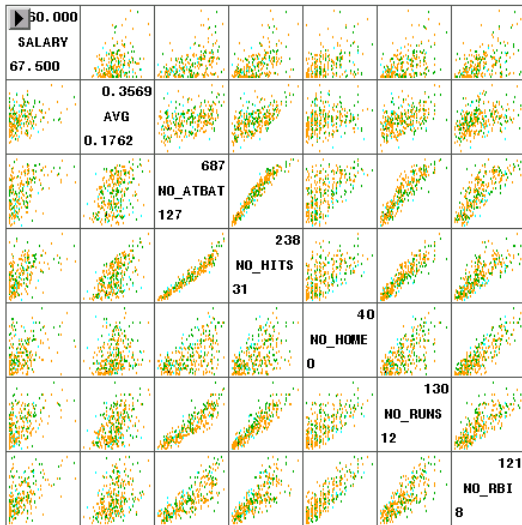 60.000
SALARY
67.500
0.3569
AVG
0.1762
687
NO_ATBAT
127
238
NO_HITS
31
40
NO_HOME
0
130
NO_RUNS
12
121
NO_RBI
8